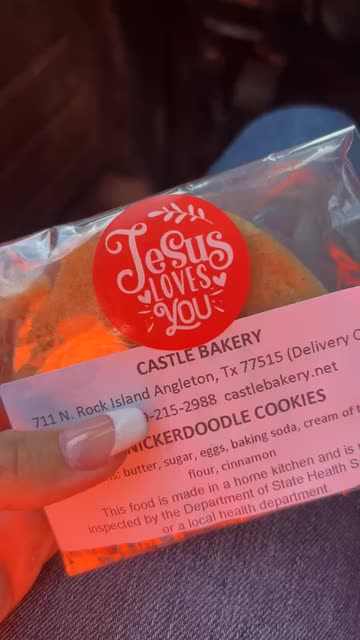 Jesus
LOVES
You
CASTLE BAKERY
711 N. Rock Island Angleton, Tx 77515 (Delivery
-215-2988 castlebakery.net
NICKERDOODLE COOKIES
ns: butter, sugar, eggs, baking soda, cream of
flour, cinnamon
This food is made in a home kitchen and is
inspected by the Department of State Health
or a local health department.